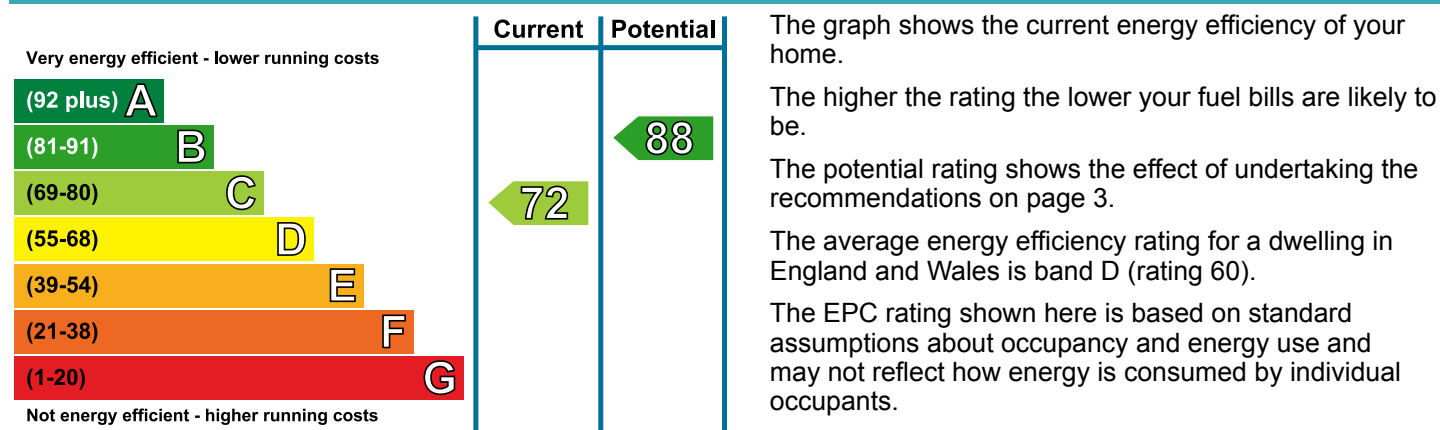 Current Potential
Very energy efficient - lower running costs
(92 plus) A
(81-91) B
88
(69-80) C
72
(55-68) D
(39-54) E
(21-38) F
(1-20) G
Not energy efficient - higher running costs
The graph shows the current energy efficiency of your
home.
The higher the rating the lower your fuel bills are likely to
be.
The potential rating shows the effect of undertaking the
recommendations on page 3.
The average energy efficiency rating for a dwelling in
England and Wales is band D (rating 60).
The EPC rating shown here is based on standard
assumptions about occupancy and energy use and
may not reflect how energy is consumed by individual
occupants.